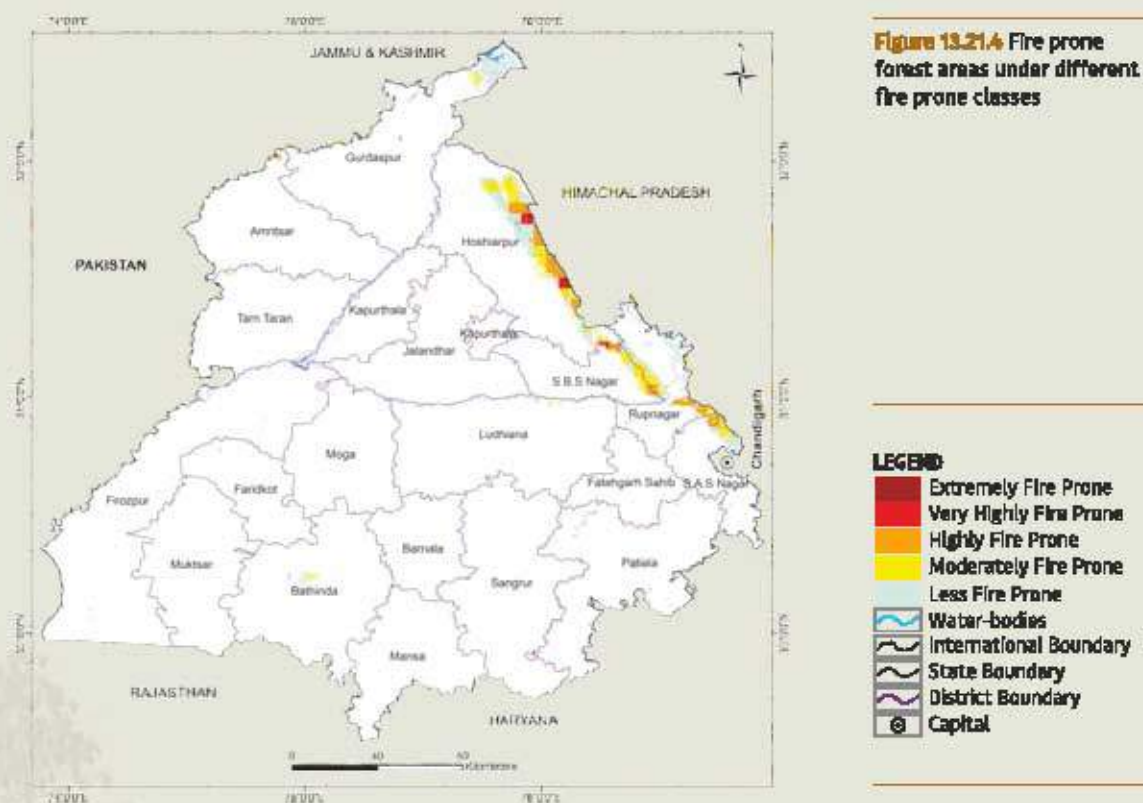 Figure 13.21.4 Fire prone
forest areas under different
fire prone classes
JAMMU & KASHMIR
HIMACHAL PRADESH
PAKISTAN
Gurdaspur
Amritsar
Hoshiarpur
Tarn Taran
Kapurthala
Kapurthala
Jalandhar
S.B.S Nagar
Rupnagar
Chandigarh
Ludhiana
Moga
Fatehgarh Sahib
S.A.S Nagar
Firozpur
Faridkot
Muktsar
Bathinda
Barnala
Sangrur
Patiala
Mansa
RAJASTHAN
HARYANA
0
Kilometers
LEGEND
Extremely Fire Prone
Very Highly Fire Prone
Highly Fire Prone
Moderately Fire Prone
Less Fire Prone
Water-bodies
International Boundary
State Boundary
District Boundary
Capital